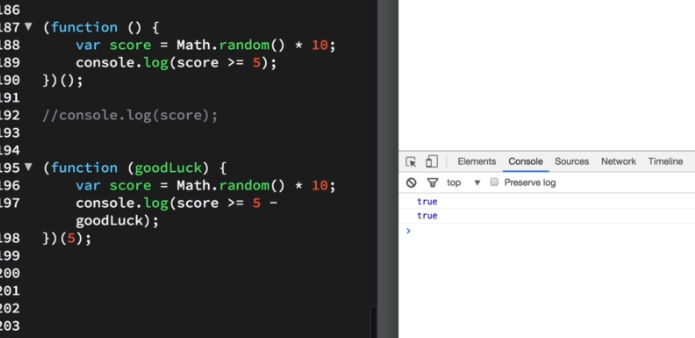 186
187 ▼ (function () {
188     var score = Math.random() * 10;
189     console.log(score >= 5);
190 })();
191
192 //console.log(score);
193
194
195 ▼ (function (goodLuck) {
196     var score = Math.random() * 10;
197     console.log(score >= 5 -
goodLuck);
198 })(5);
199
200
201
202
203
Elements Console Sources Network Timeline
top ▼ Preserve log
true
true
>